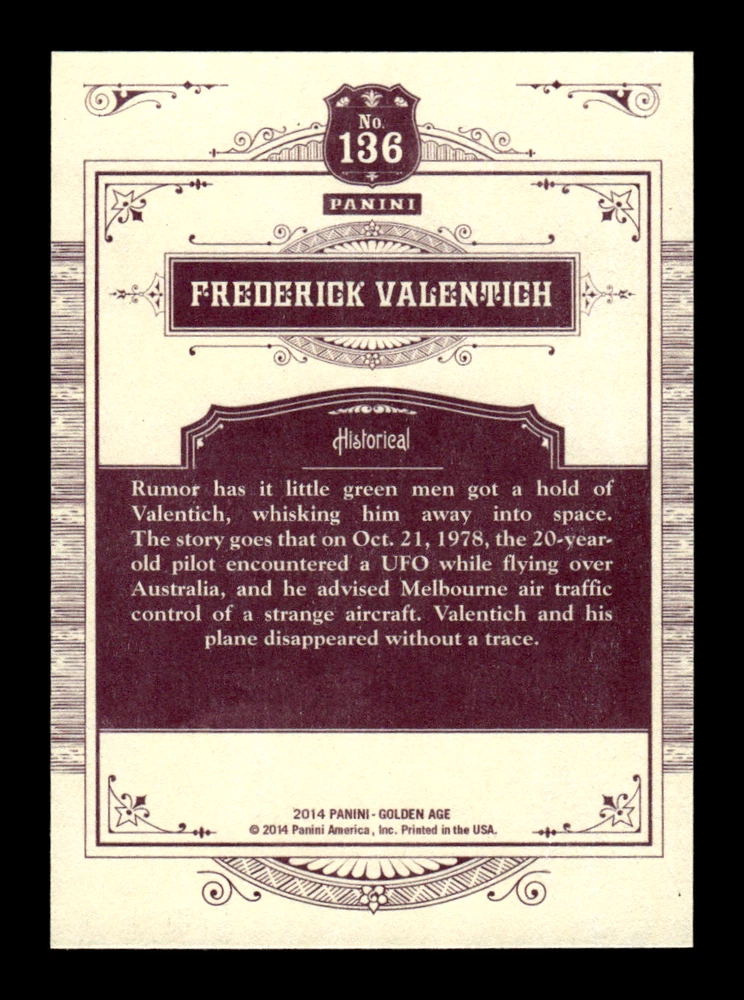 No.
136
PANINI
FREDERICK VALENTICH
Historical
Rumor has it little green men got a hold of
Valentich, whisking him away into space.
The story goes that on Oct. 21, 1978, the 20-year-
old pilot encountered a UFO while flying over
Australia, and he advised Melbourne air traffic
control of a strange aircraft. Valentich and his
plane disappeared without a trace.
2014 PANINI - GOLDEN AGE
© 2014 Panini America, Inc. Printed in the USA.